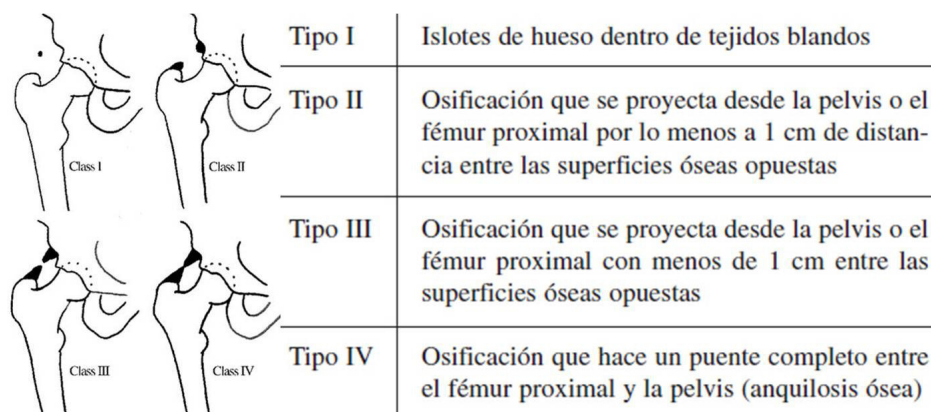 Class I
Class II
Class III
Class IV
Tipo I
Islotes de hueso dentro de tejidos blandos
Tipo II
Osificación que se proyecta desde la pelvis o el
fémur proximal por lo menos a 1 cm de distan-
cia entre las superficies óseas opuestas
Tipo III
Osificación que se proyecta desde la pelvis o el
fémur proximal con menos de 1 cm entre las
superficies óseas opuestas
Tipo IV
Osificación que hace un puente completo entre
el fémur proximal y la pelvis (anquilosis ósea)